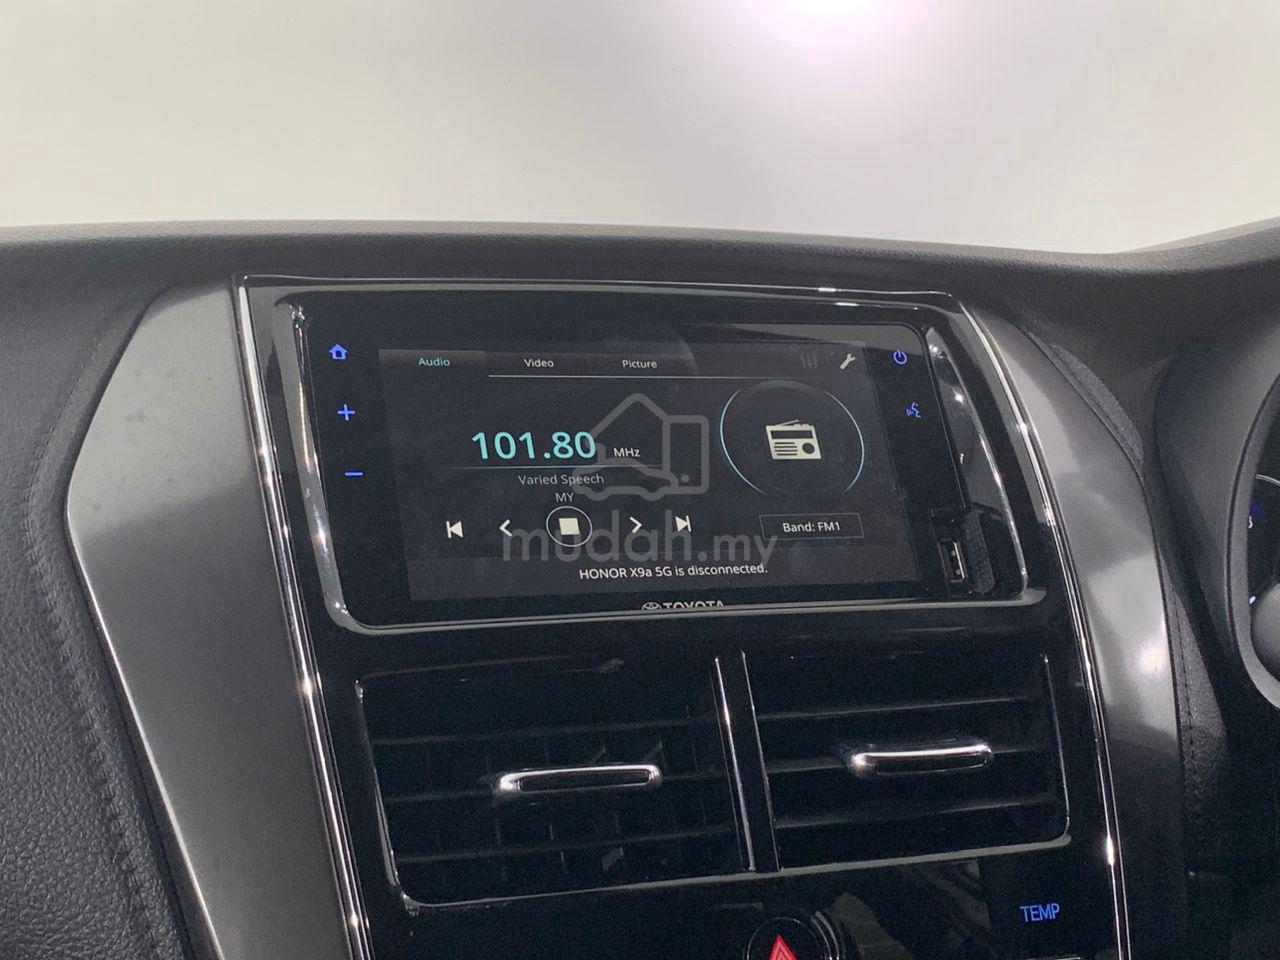 Audio Video Picture
101.80 MHz
Varied Speech
MY
Band: FM1
mudah.my
HONOR X9a 5G is disconnected.
TOYOTA
TEMP